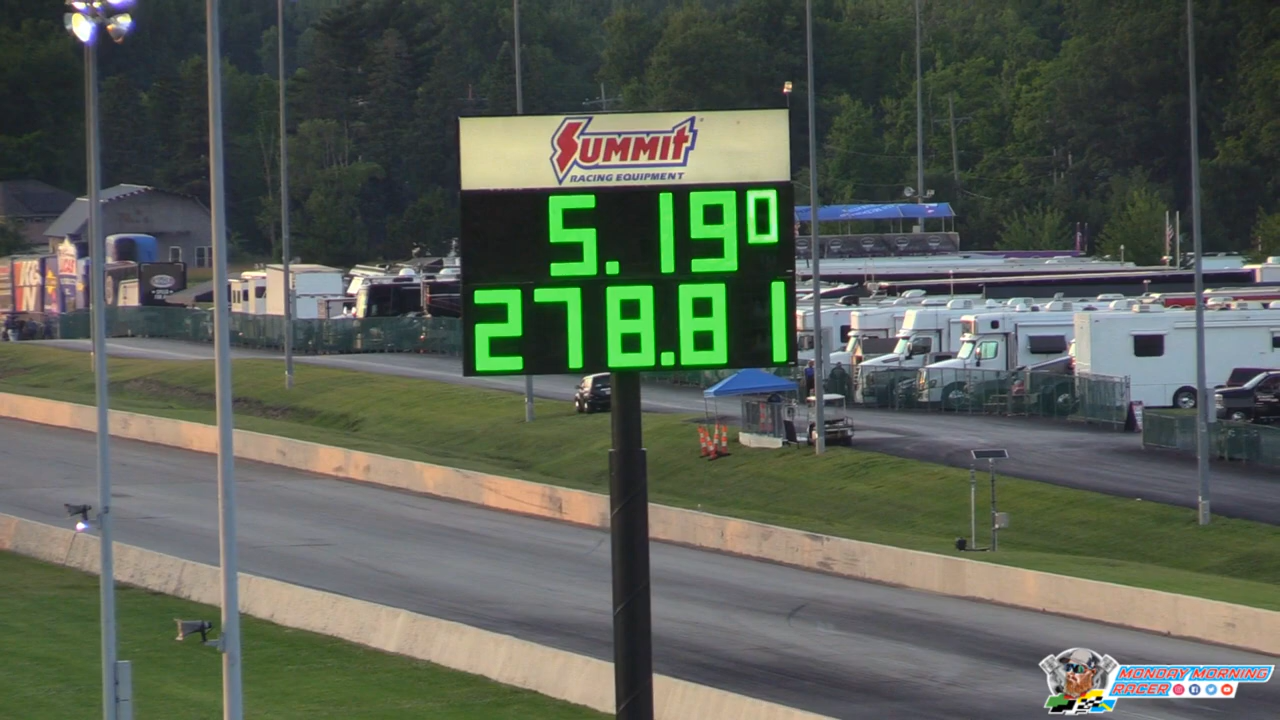 SUMMIT
RACING EQUIPMENT
5.190
278.81
MONDAY MORNING
RACER